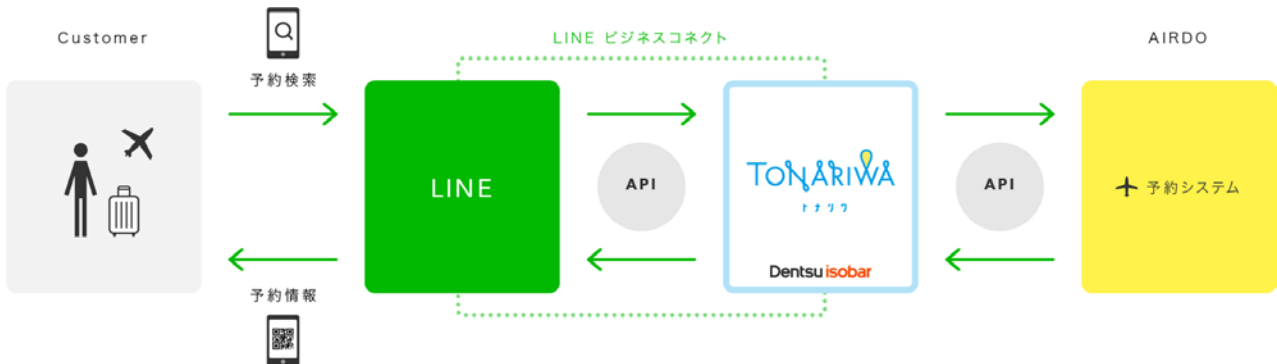 Customer
予約検索
LINE ビジネスコネクト
AIRDO
LINE
API
TONARIWA
トナリワ
API
予約システム
Dentsu isobar
予約情報